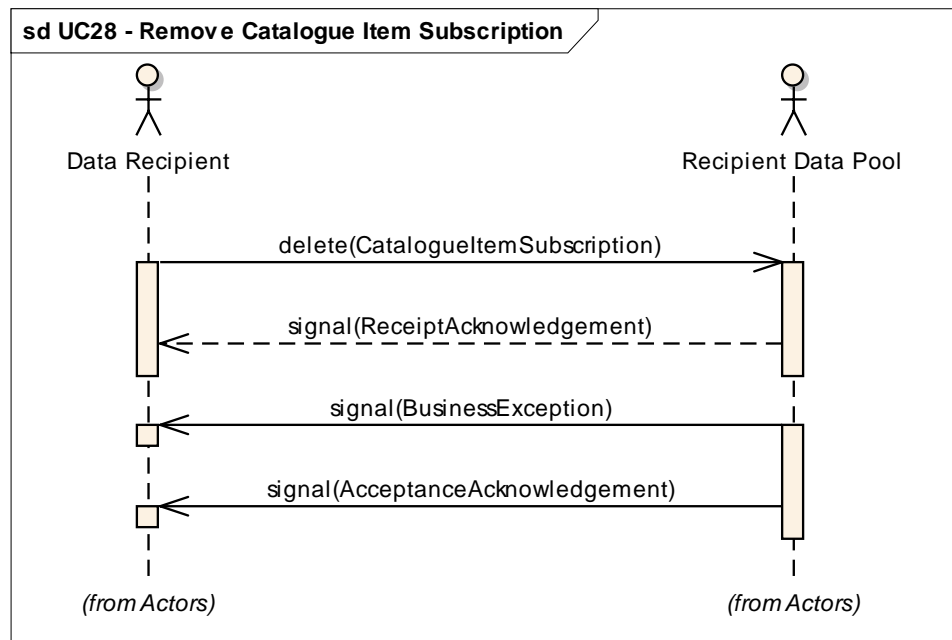 sd UC28 - Remove Catalogue Item Subscription
Data Recipient
Recipient Data Pool
delete(CatalogueItemSubscription)
signal(ReceiptAcknowledgement)
signal(BusinessException)
signal(AcceptanceAcknowledgement)
(from Actors)
(from Actors)